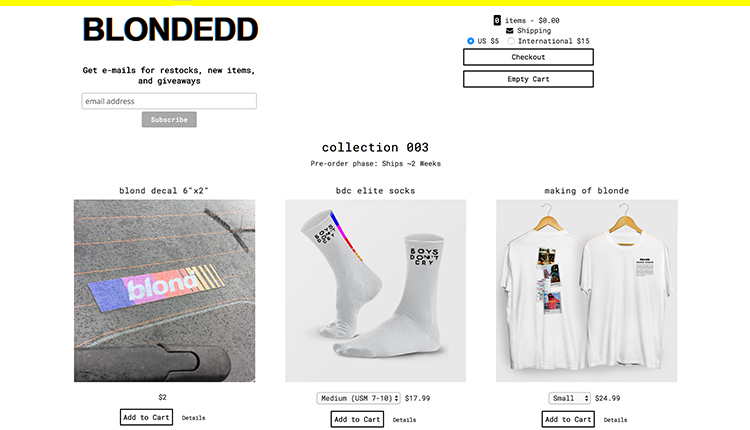 BLONDEDD
0 items - $0.00
Shipping
US $5 International $15
Checkout
Empty Cart
Get e-mails for restocks, new items,
and giveaways
email address
Subscribe
collection 003
Pre-order phase: Ships ~2 Weeks
blond decal 6"x2"
bdc elite socks
making of blonde
blond
BOYS
DON'T
CRY
BOYS
DON'T
CRY
$2
Add to Cart Details
Medium (USM 7-10) $17.99
Add to Cart Details
Small $24.99
Add to Cart Details